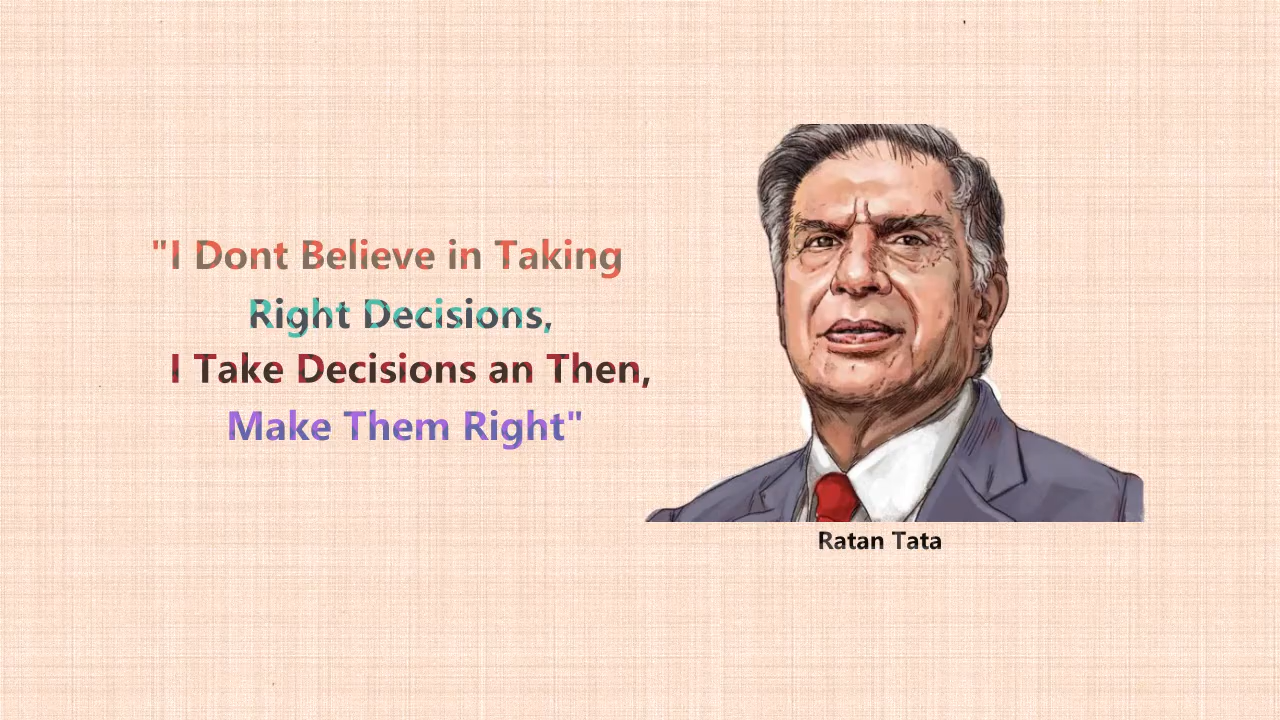 "I Dont Believe in Taking
Right Decisions,
I Take Decisions an Then,
Make Them Right"
Ratan Tata